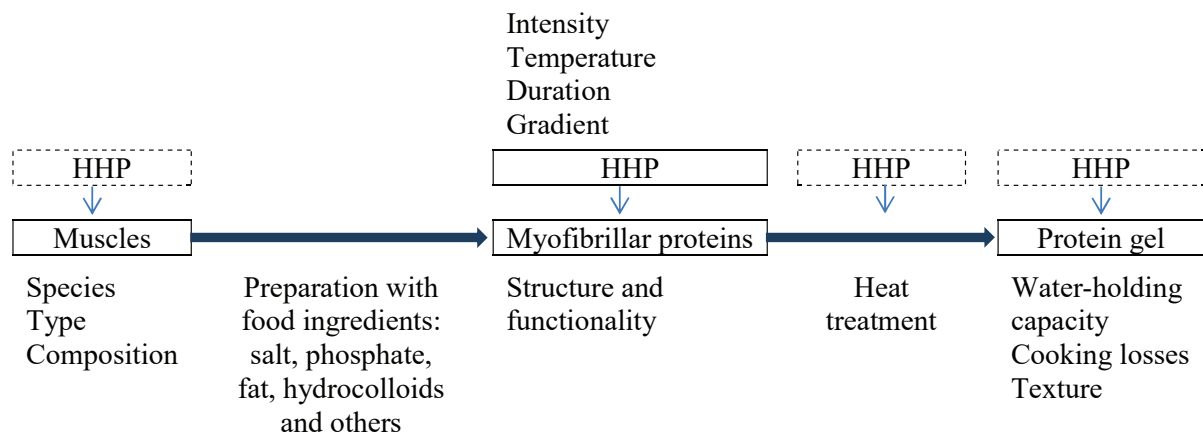 Intensity
Temperature
Duration
Gradient
HHP
HHP
HHP
HHP
Muscles
Myofibrillar proteins
Protein gel
Species
Type
Composition
Preparation with
food ingredients:
salt, phosphate,
fat, hydrocolloids
and others
Structure and
functionality
Heat
treatment
Water-holding
capacity
Cooking losses
Texture